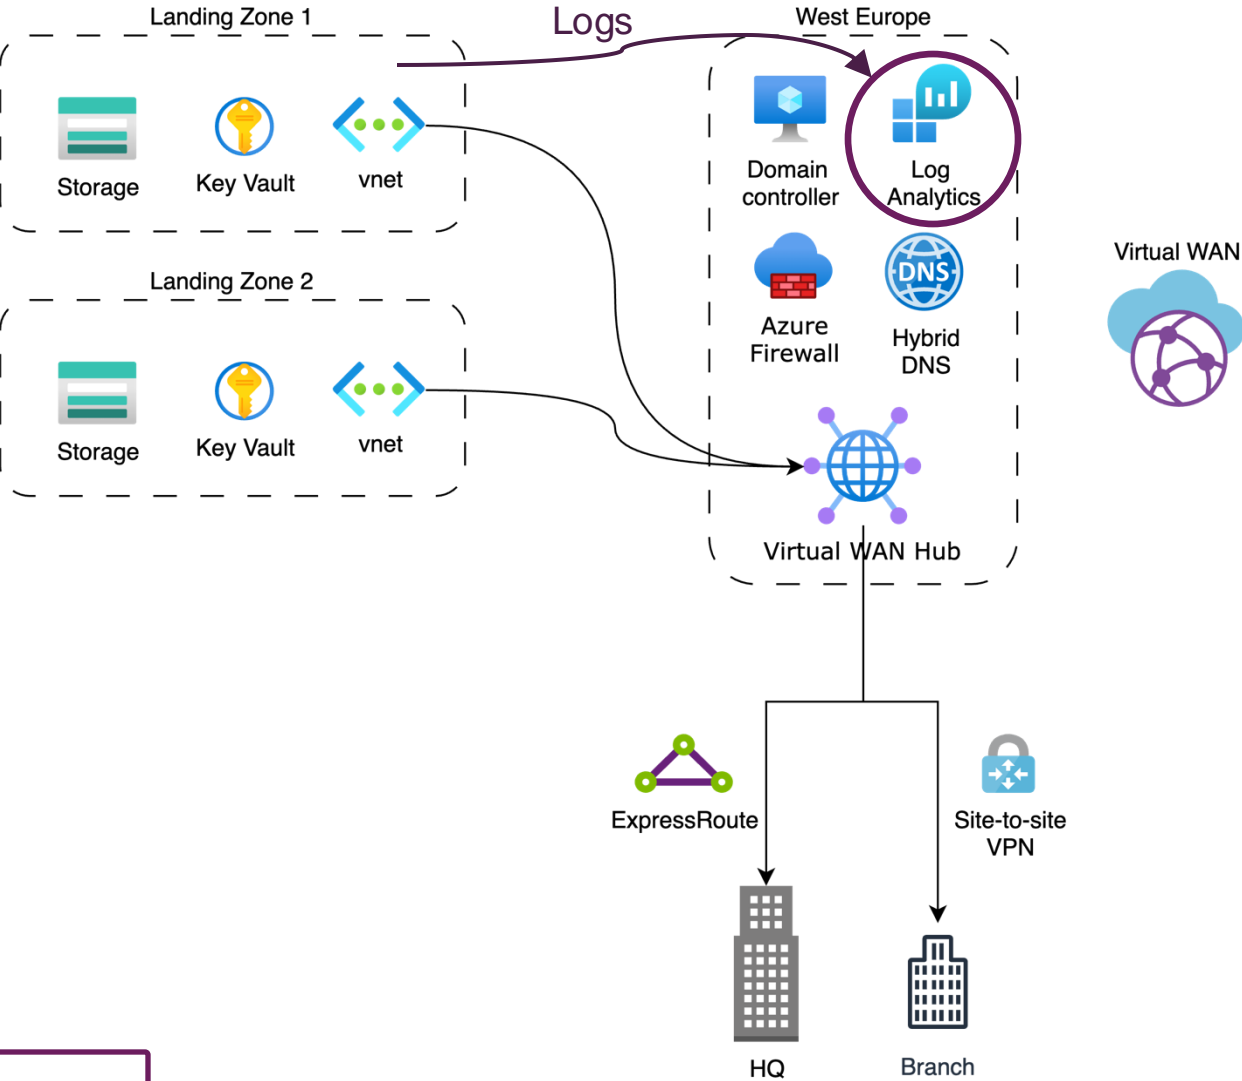 Landing Zone 1
Logs
West Europe
Storage
Key Vault
vnet
Domain
controller
Log
Analytics
Landing Zone 2
Storage
Key Vault
vnet
Azure
Firewall
DNS
Hybrid
DNS
Virtual WAN
Virtual WAN Hub
ExpressRoute
Site-to-site
VPN
HQ
Branch